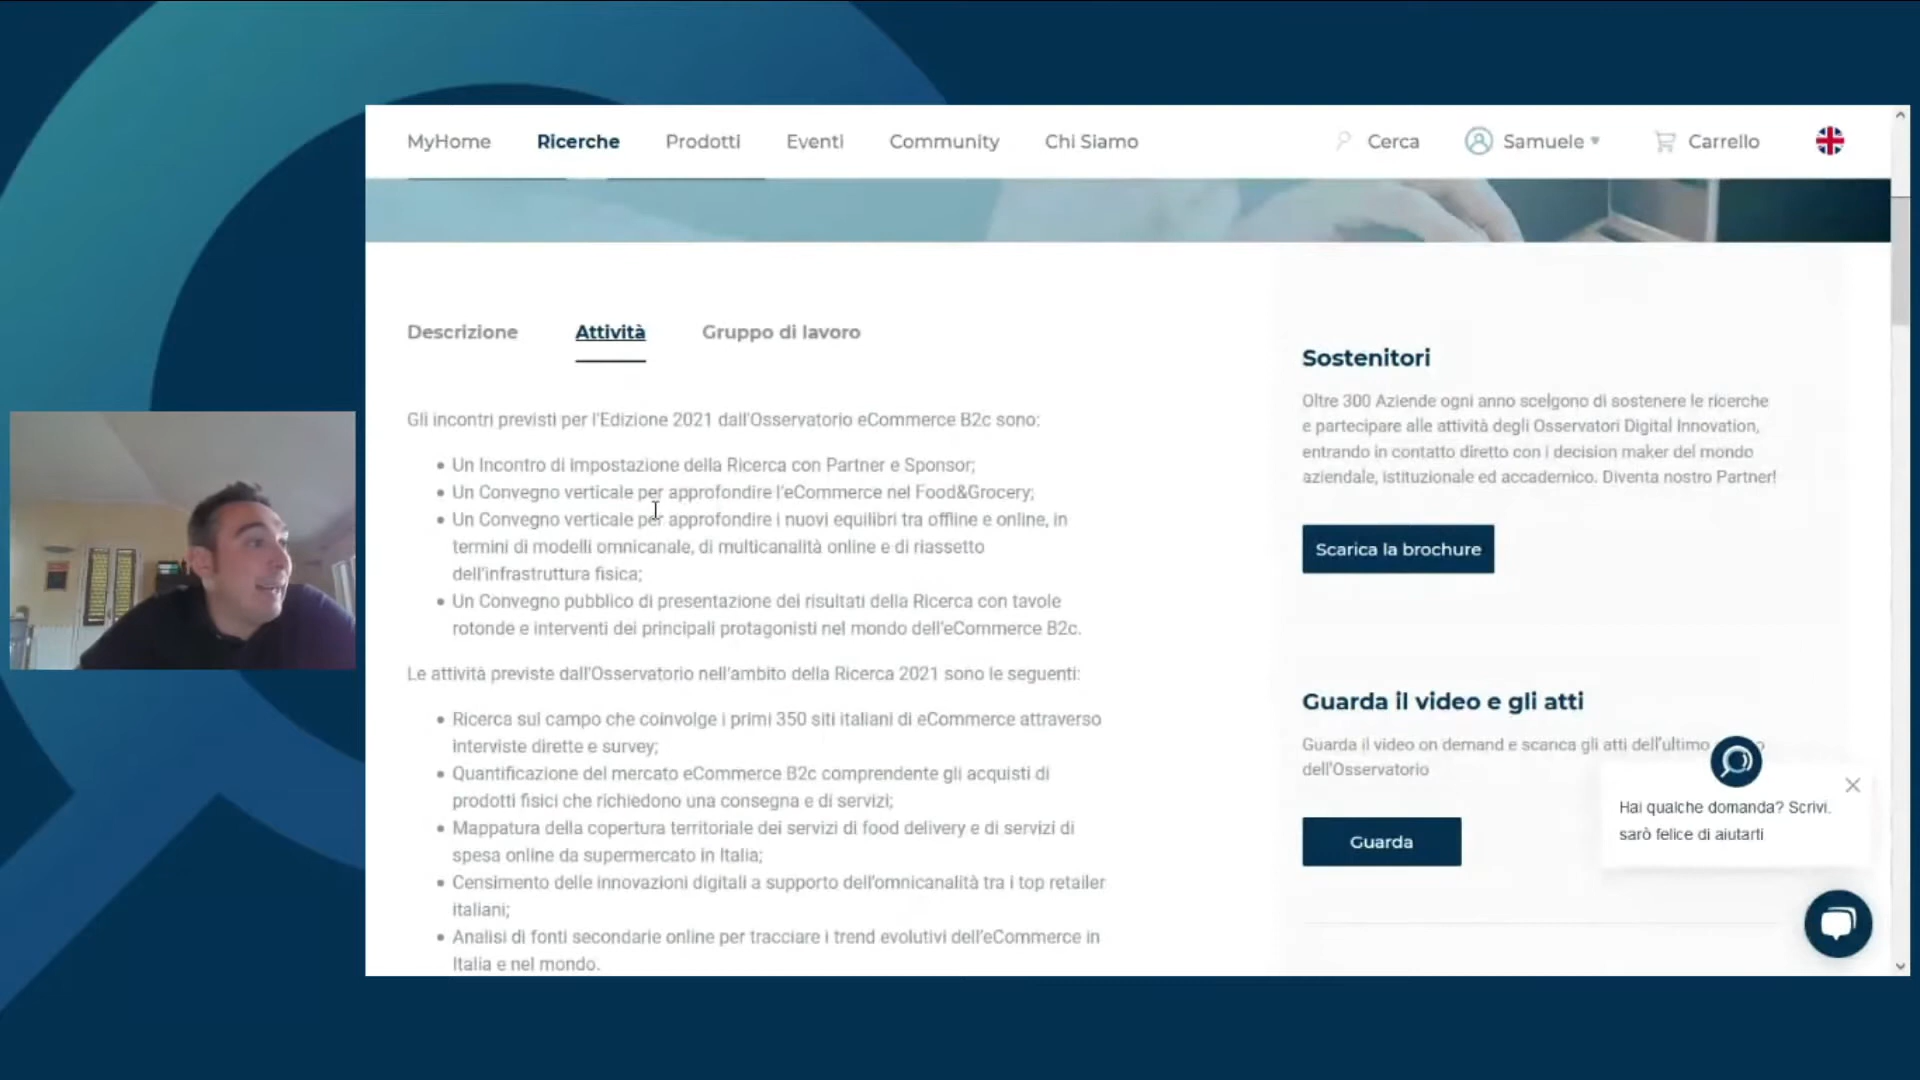 MyHome Ricerche Prodotti Eventi Community Chi Siamo Cerca Samuele Carrello
Descrizione Attività Gruppo di lavoro
Gli incontri previsti per l'Edizione 2021 dall'Osservatorio eCommerce B2c sono:
Un Incontro di Impostazione della Ricerca con Partner e Sponsor;
Un Convegno verticale per approfondire l'eCommerce nel Food&Grocery;
Un Convegno verticale per approfondire i nuovi equilibri tra offline e online, in
termini di modelli omnicanale, di multicanalità online e di riassetto
dell'infrastruttura fisica;
Un Convegno pubblico di presentazione dei risultati della Ricerca con tavole
rotonde e interventi dei principali protagonisti nel mondo dell'eCommerce B2c.
Le attività previste dall'Osservatorio nell'ambito della Ricerca 2021 sono le seguenti:
Ricerca sul campo che coinvolge i primi 350 siti italiani di eCommerce attraverso
interviste dirette e survey;
Quantificazione del mercato eCommerce B2c comprendente gli acquisti di
prodotti fisici che richiedono una consegna e di servizi;
Mappatura della copertura territoriale dei servizi di food delivery e di servizi di
spesa online da supermercato in Italia;
Censimento delle innovazioni digitali a supporto dell'omnicanalità tra i top retailer
italiani;
Analisi di fonti secondarie online per tracciare i trend evolutivi dell'eCommerce in
Italia e nel mondo.
Sostenitori
Oltre 300 Aziende ogni anno scelgono di sostenere le ricerche
e partecipare alle attività degli Osservatori Digital Innovation,
entrando in contatto diretto con i decision maker del mondo
aziendale, istituzionale ed accademico. Diventa nostro Partner!
Scarica la brochure
Guarda il video e gli atti
Guarda il video on demand e scarica gli atti dell'ultimo
dell'Osservatorio
Guarda
Hai qualche domanda? Scrivi.
sarò felice di aiutarti